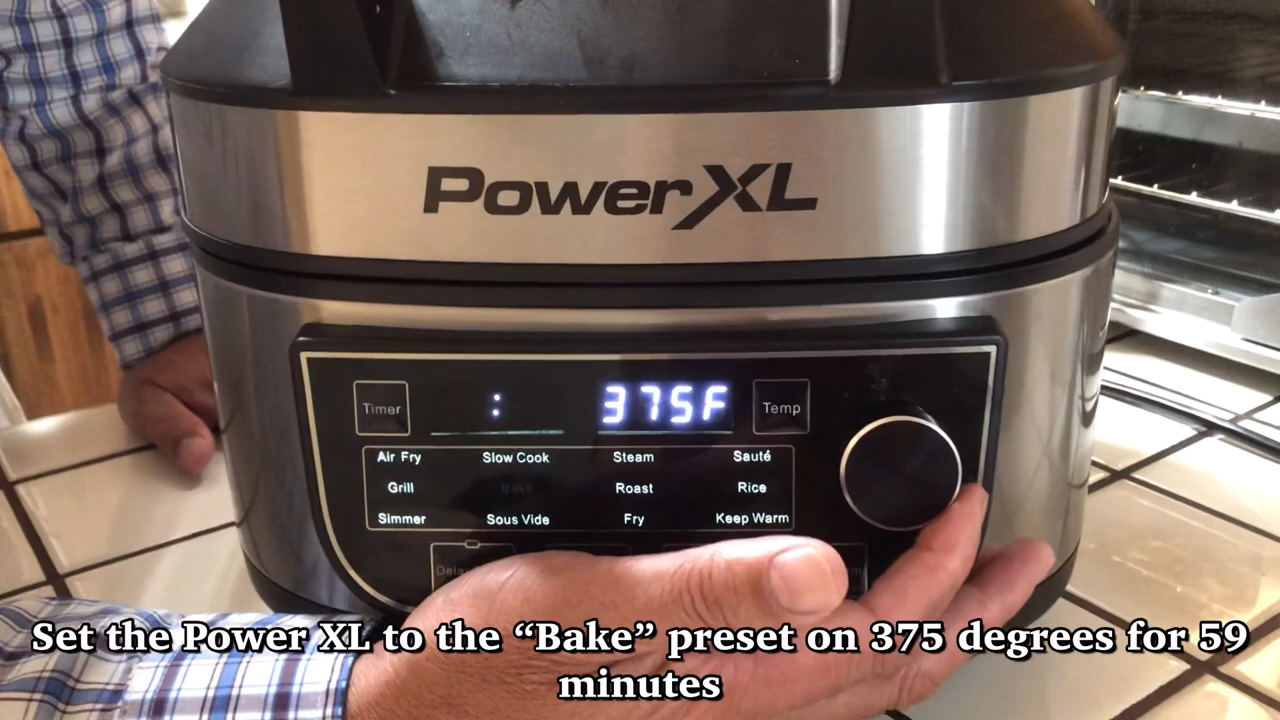 PowerXL
Timer
:
375F
Temp
Air Fry Slow Cook Steam Sauté
Grill Bake Roast Rice
Simmer Sous Vide Fry Keep Warm
Set the Power XL to the “Bake” preset on 375 degrees for 59
minutes